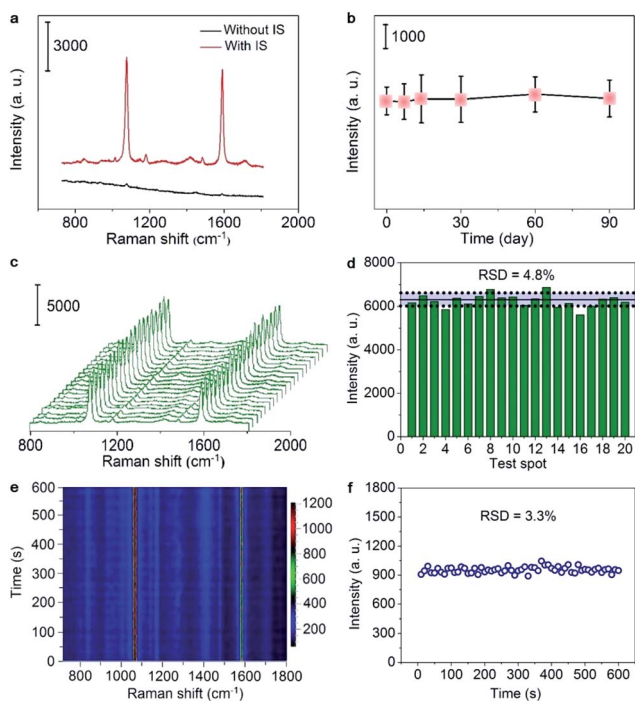 a
3000
Without IS
With IS
Intensity (a. u.)
800 1200 1600 2000
Raman shift (cm⁻¹)
b
1000
Intensity (a. u.)
0 30 60 90
Time (day)
c
5000
800 1200 1600 2000
Raman shift (cm⁻¹)
d
RSD = 4.8%
Intensity (a. u.)
8000
6000
4000
2000
0
0 2 4 6 8 10 12 14 16 18 20
Test spot
e
Time (s)
600
500
400
300
200
100
0
800 1000 1200 1400 1600 1800
Raman shift (cm⁻¹)
1200
1000
800
600
400
200
f
RSD = 3.3%
Intensity (a. u.)
1800
1500
1200
900
600
300
0
0 100 200 300 400 500 600
Time (s)